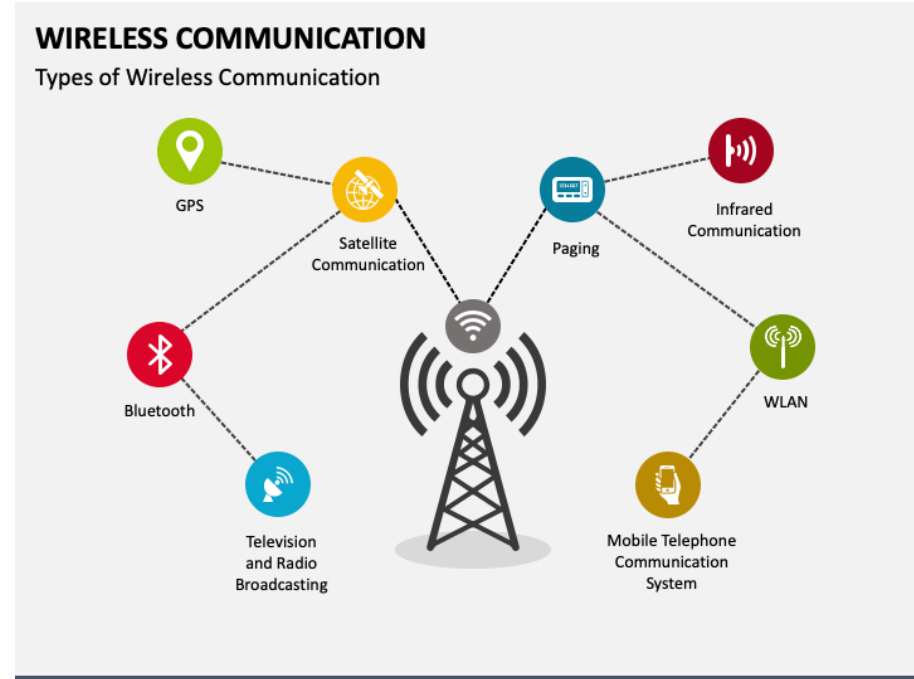 WIRELESS COMMUNICATION
Types of Wireless Communication
GPS
Satellite
Communication
Paging
Infrared
Communication
Bluetooth
WLAN
Television
and Radio
Broadcasting
Mobile Telephone
Communication
System